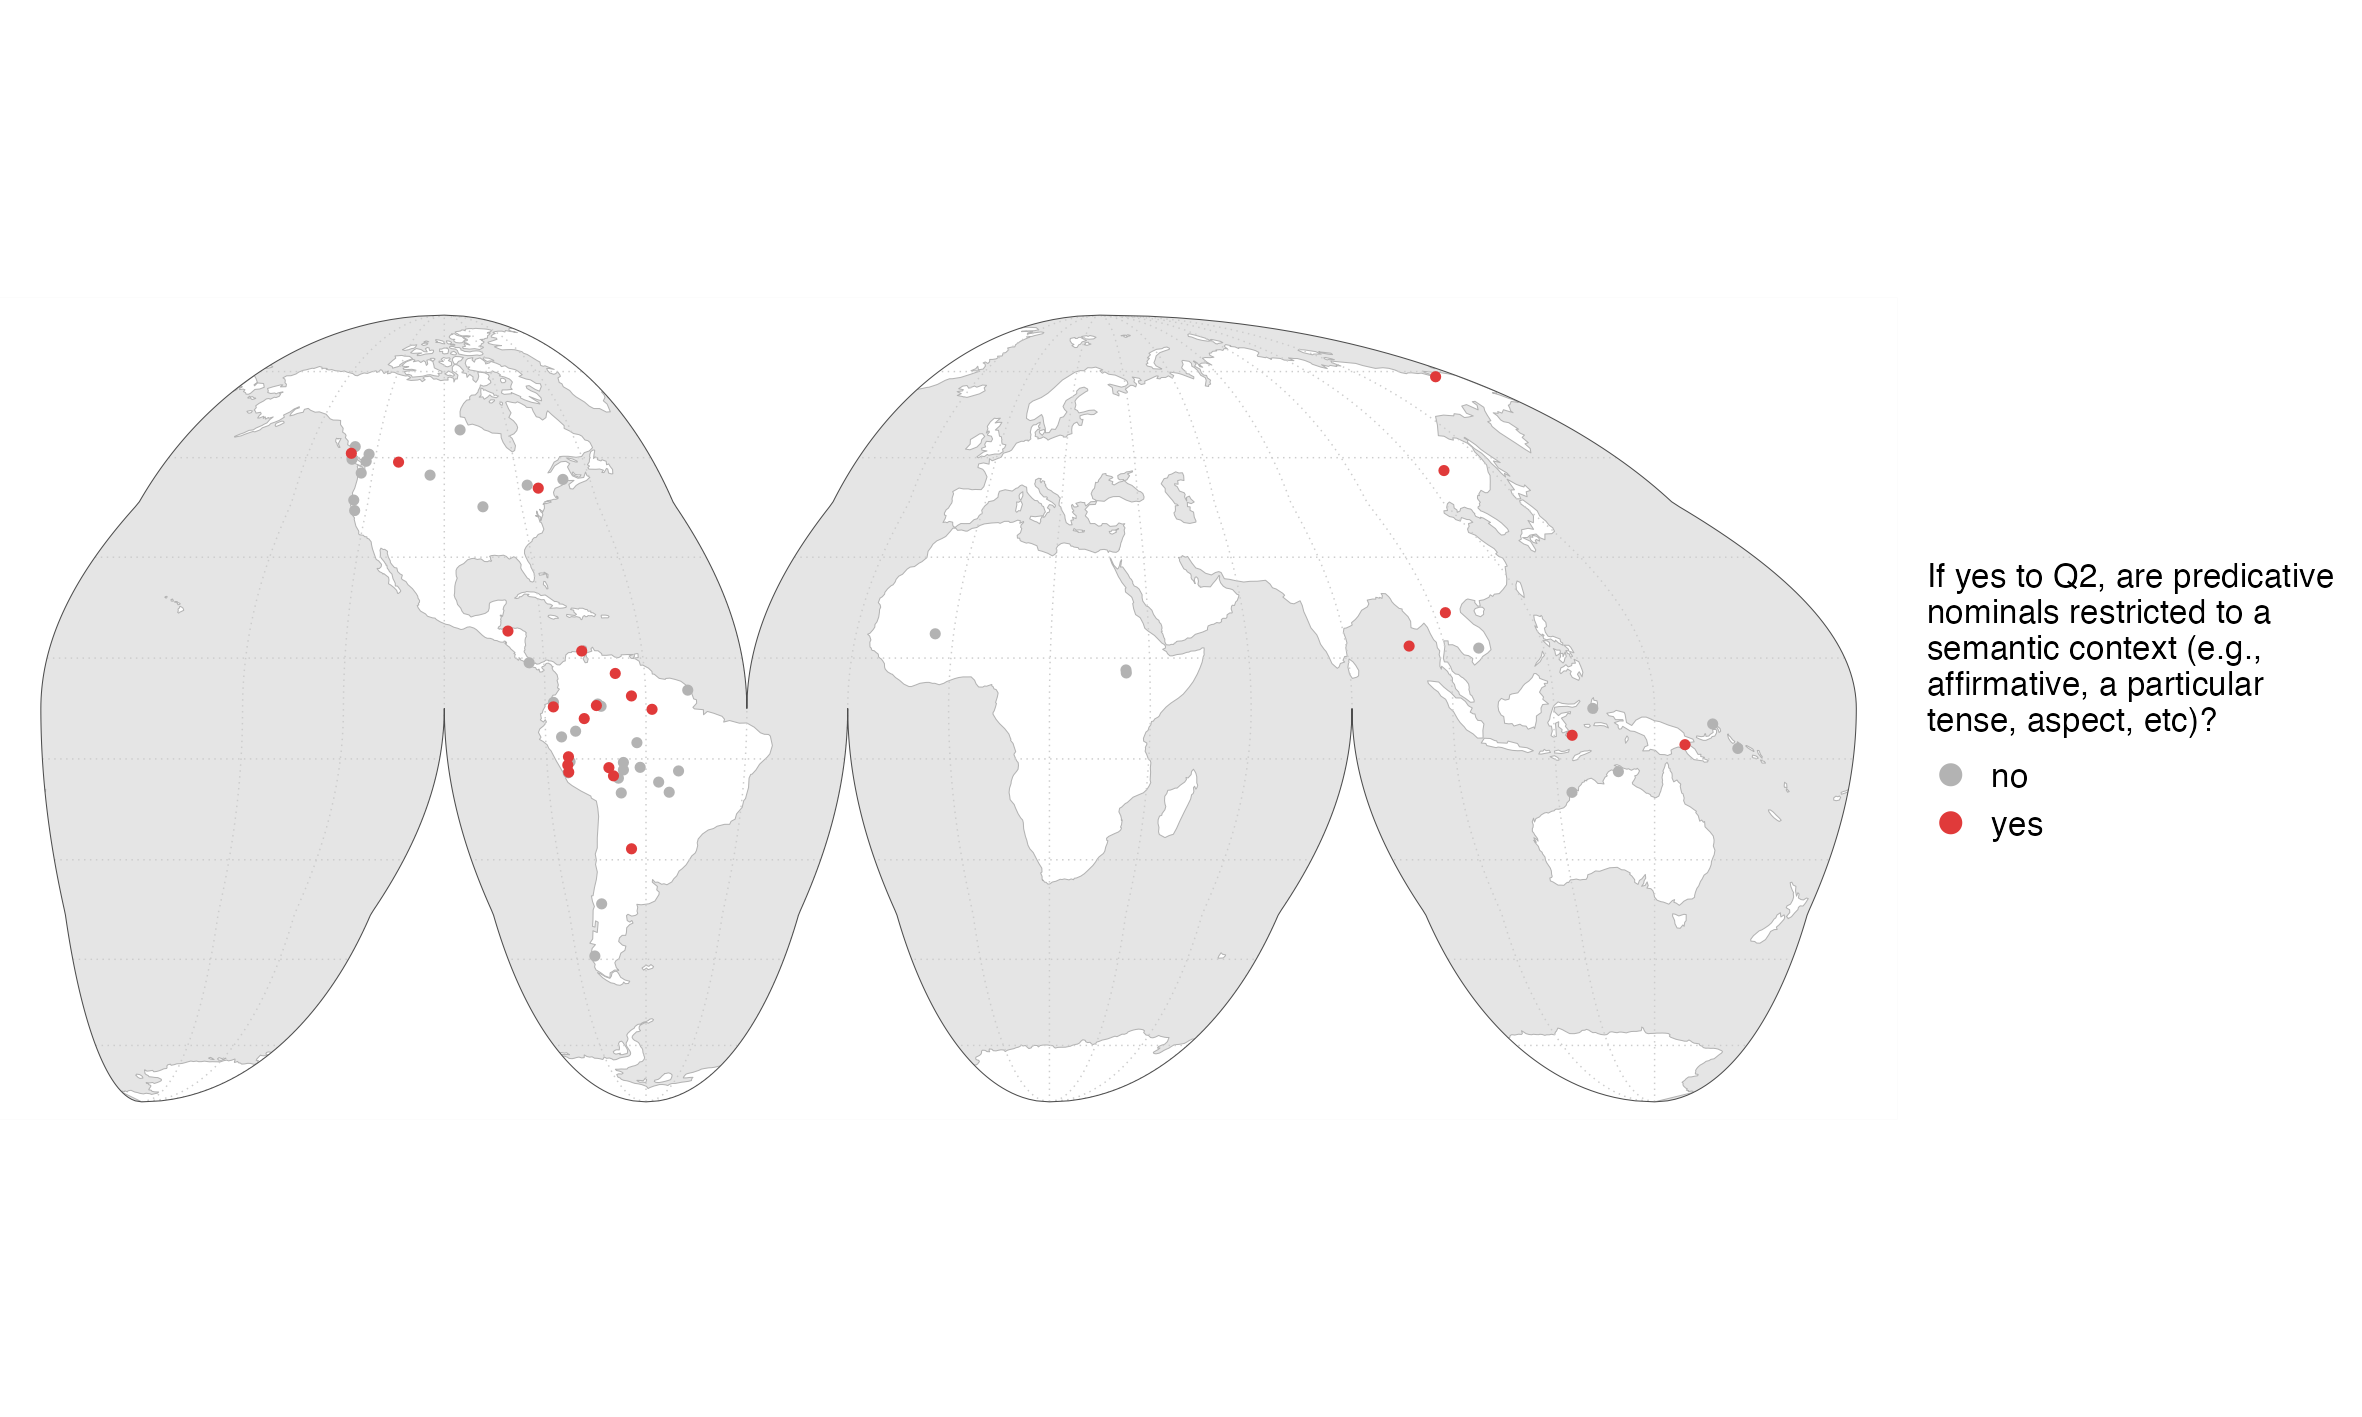 If yes to Q2, are predicative
nominals restricted to a
semantic context (e.g.,
affirmative, a particular
tense, aspect, etc)?
no
yes